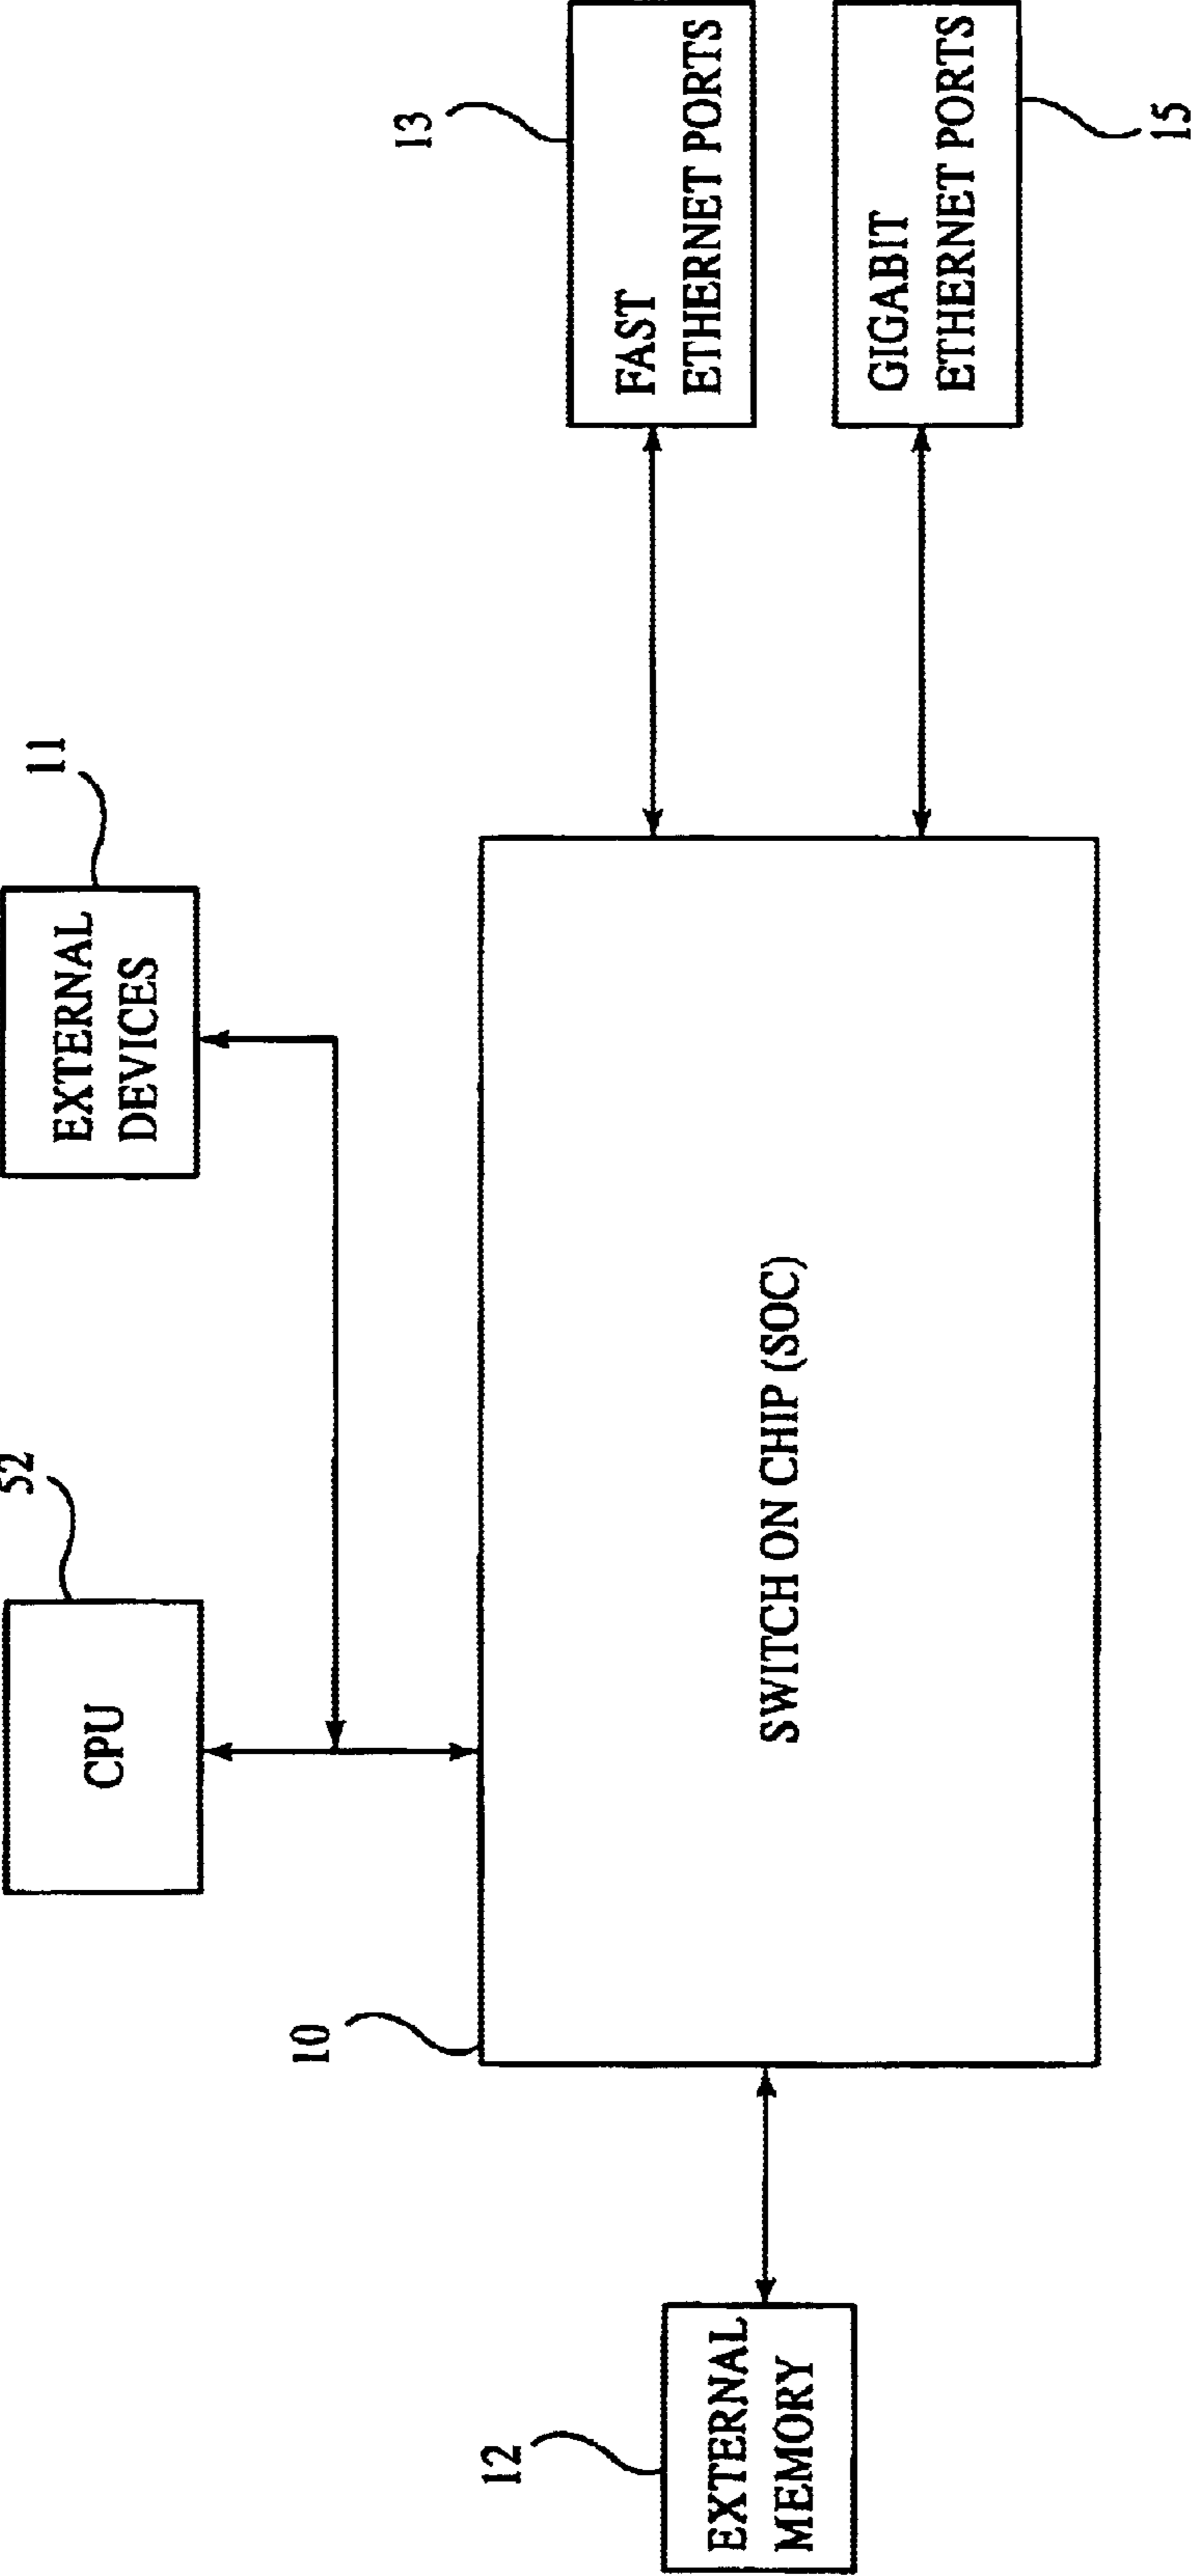 52
CPU
11
EXTERNAL
DEVICES
10
SWITCH ON CHIP (SOC)
12
EXTERNAL
MEMORY
13
FAST
ETHERNET PORTS
GIGABIT
ETHERNET PORTS
15